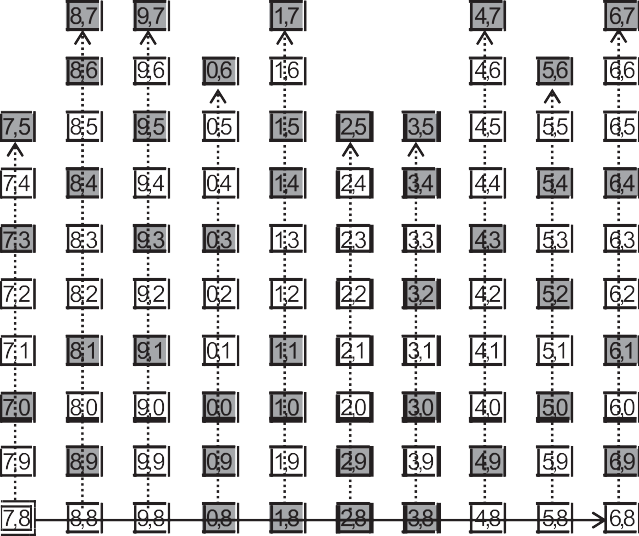 8,7 9,7 1,7 4,7 6,7
8,6 9,6 0,6 1,6 4,6 5,6 6,6
7,5 8,5 9,5 0,5 1,5 2,5 3,5 4,5 5,5 6,5
7,4 8,4 9,4 0,4 1,4 2,4 3,4 4,4 5,4 6,4
7,3 8,3 9,3 0,3 1,3 2,3 3,3 4,3 5,3 6,3
7,2 8,2 9,2 0,2 1,2 2,2 3,2 4,2 5,2 6,2
7,1 8,1 9,1 0,1 1,1 2,1 3,1 4,1 5,1 6,1
7,0 8,0 9,0 0,0 1,0 2,0 3,0 4,0 5,0 6,0
7,9 8,9 9,9 0,9 1,9 2,9 3,9 4,9 5,9 6,9
7,8 8,8 9,8 0,8 1,8 2,8 3,8 4,8 5,8 6,8